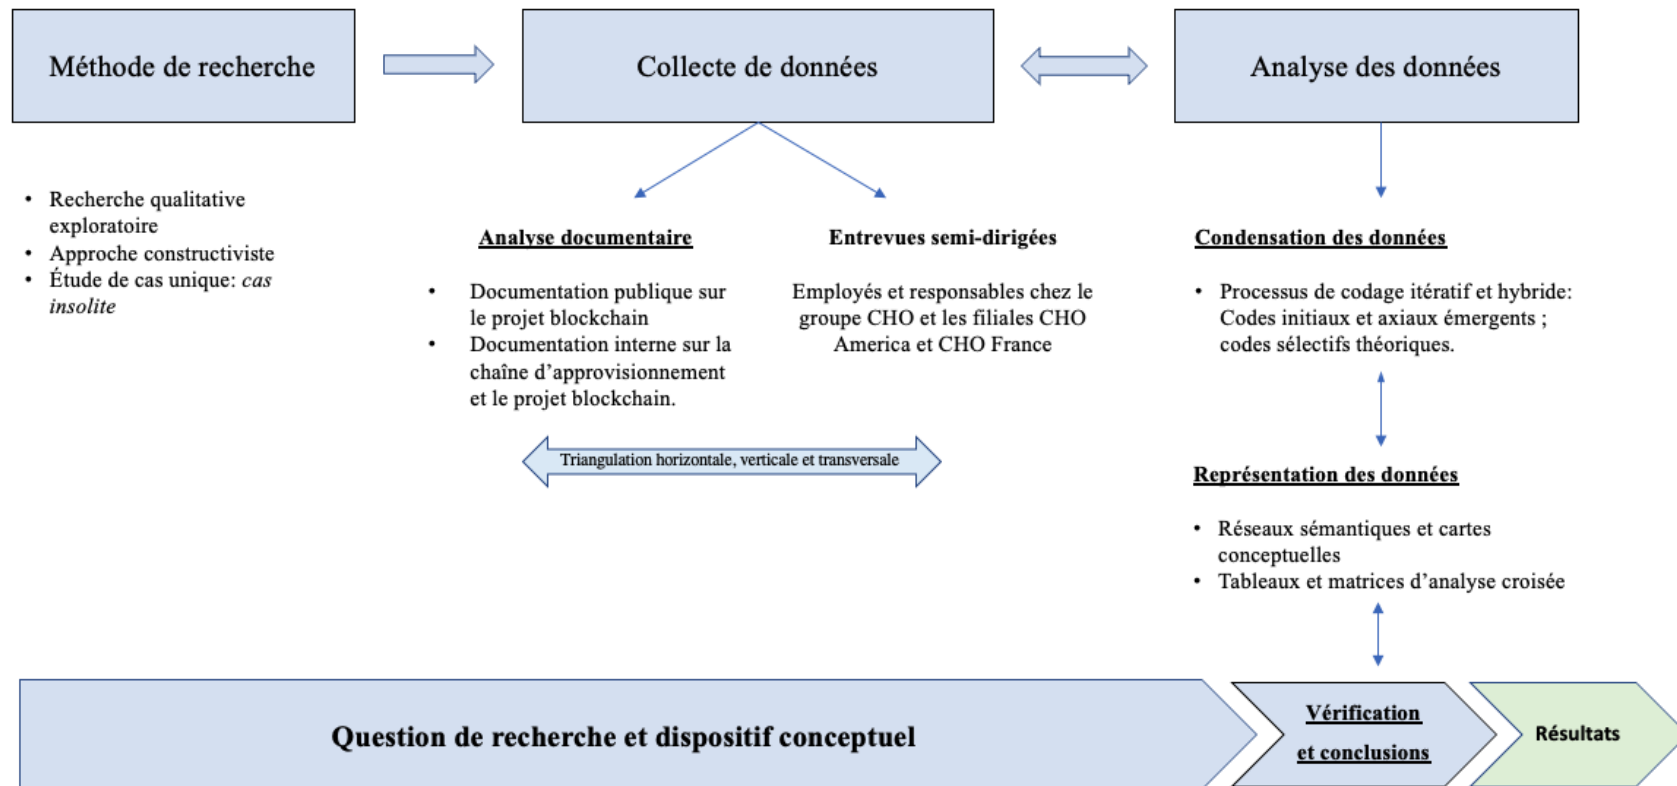 Méthode de recherche
Collecte de données
Analyse des données
• Recherche qualitative
exploratoire
• Approche constructiviste
• Étude de cas unique: cas
insolite
Analyse documentaire
• Documentation publique sur
le projet blockchain
• Documentation interne sur la
chaîne d’approvisionnement
et le projet blockchain.
Entrevues semi-dirigées
Employés et responsables chez le
groupe CHO et les filiales CHO
America et CHO France
Triangulation horizontale, verticale et transversale
Condensation des données
• Processus de codage itératif et hybride:
Codes initiaux et axiaux émergents ;
codes sélectifs théoriques.
Représentation des données
• Réseaux sémantiques et cartes
conceptuelles
• Tableaux et matrices d’analyse croisée
Question de recherche et dispositif conceptuel
Vérification
et conclusions
Résultats